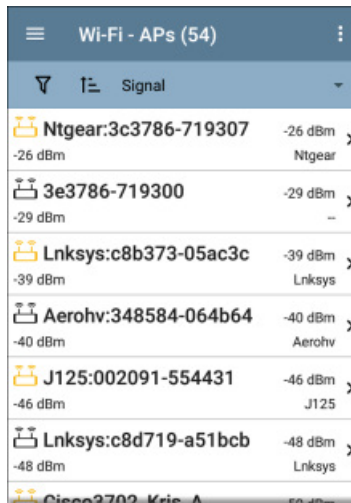 Wi-Fi - APs (54)
Signal
Ntgear:3c3786-719307 -26 dBm
-26 dBm Ntgear
3e3786-719300 -29 dBm
-29 dBm --
Lnksys:c8b373-05ac3c -39 dBm
-39 dBm Lnksys
Aerohv:348584-064b64 -40 dBm
-40 dBm Aerohv
J125:002091-554431 -46 dBm
-46 dBm J125
Lnksys:c8d719-a51bcb -48 dBm
-48 dBm Lnksys
Cisco3702 Kris A